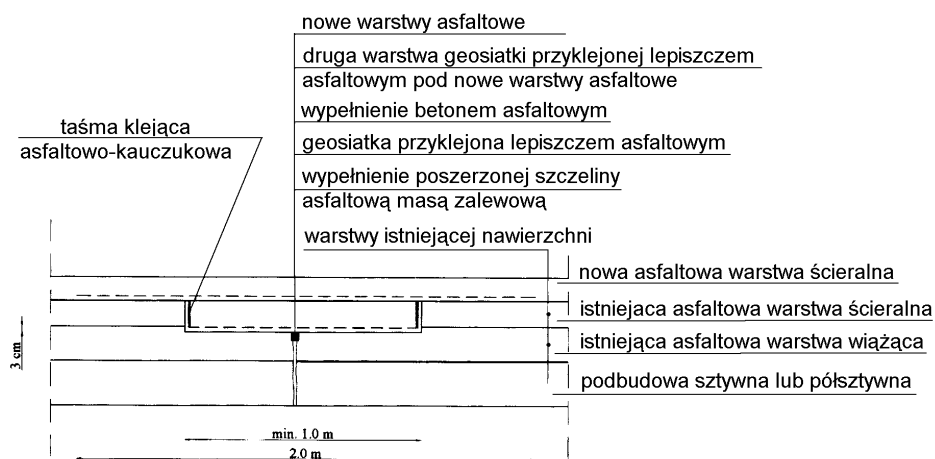 nowe warstwy asfaltowe
druga warstwa geosiatki przyklejonej lepiszczem
asfaltowym pod nowe warstwy asfaltowe
wypełnienie betonem asfaltowym
taśma klejąca
asfaltowo-kauczukowa
geosiatka przyklejona lepiszczem asfaltowym
wypełnienie poszerzonej szczeliny
asfaltową masą zalewową
warstwy istniejącej nawierzchni
nowa asfaltowa warstwa ścieralna
istniejaca asfaltowa warstwa ścieralna
istniejąca asfaltowa warstwa wiążąca
podbudowa sztywna lub półsztywna
3 cm
min. 1.0 m
2.0 m